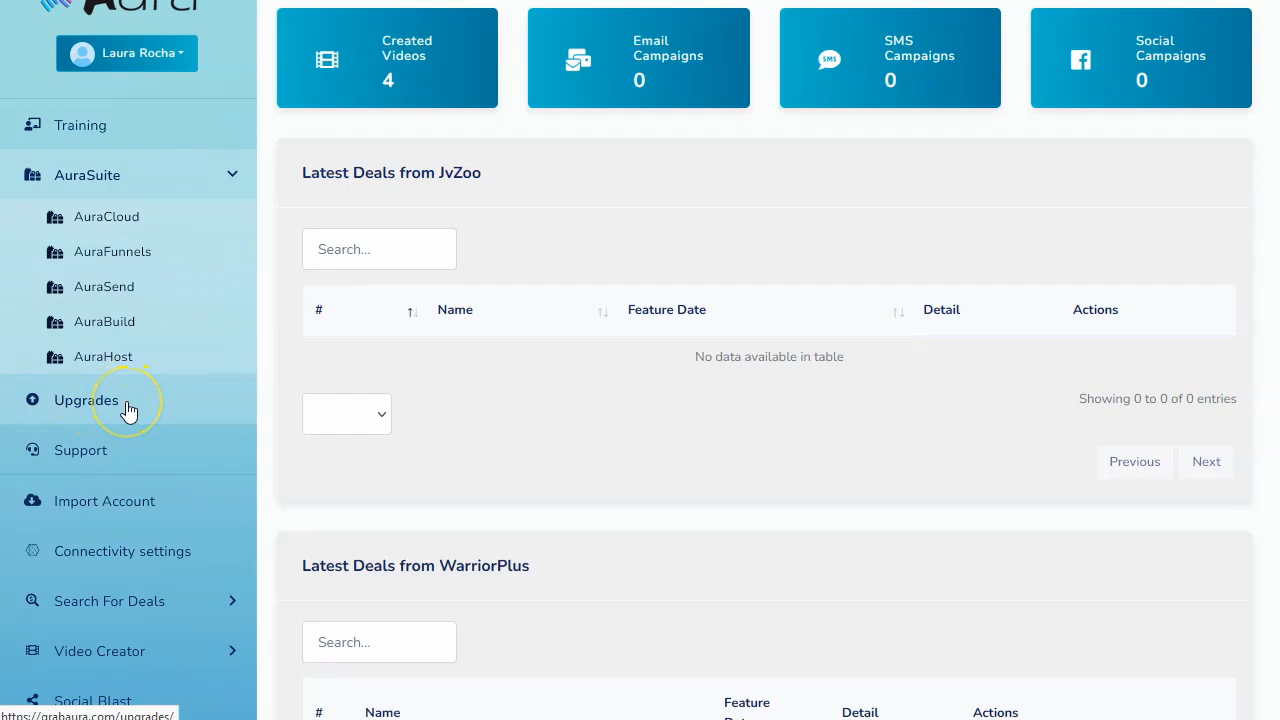 Aura
Laura Rocha
Training
AuraSuite
AuraCloud
AuraFunnels
AuraSend
AuraBuild
AuraHost
Upgrades
Support
Import Account
Connectivity settings
Search For Deals
Video Creator
Social Blast
https://grabaura.com/upgrades/
Created
Videos
4
Email
Campaigns
0
SMS
SMS
Campaigns
0
Social
Campaigns
0
Latest Deals from JvZoo
Search...
# Name Feature Date Detail Actions
No data available in table
Showing 0 to 0 of 0 entries
Previous Next
Latest Deals from WarriorPlus
Search...
# Name Feature Detail Actions